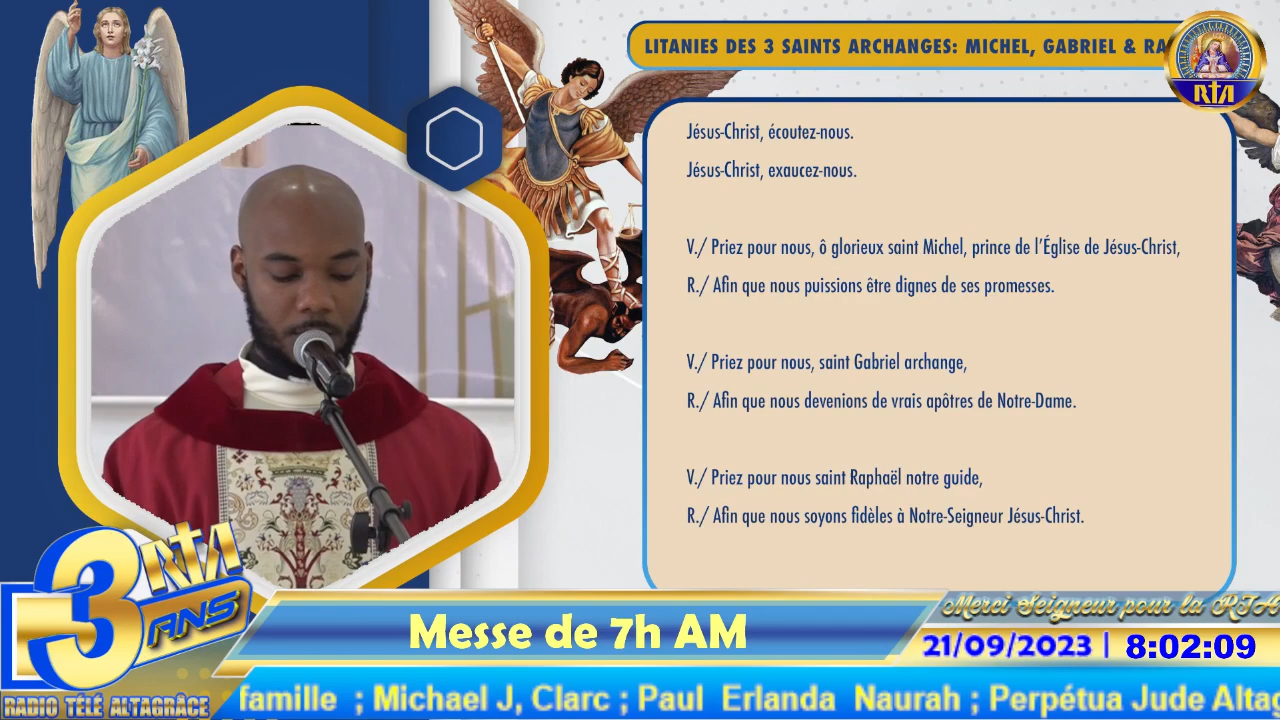 LITANIES DES 3 SAINTS ARCHANGES: MICHEL, GABRIEL & RA
RTA
Jésus-Christ, écoutez-nous.
Jésus-Christ, exaucez-nous.
V./ Priez pour nous, ô glorieux saint Michel, prince de l'Église de Jésus-Christ,
R./ Afin que nous puissions être dignes de ses promesses.
V./ Priez pour nous, saint Gabriel archange,
R./ Afin que nous devenions de vrais apôtres de Notre-Dame.
V./ Priez pour nous saint Raphaël notre guide,
R./ Afin que nous soyons fidèles à Notre-Seigneur Jésus-Christ.
3 RTA
ANS
RADIO TÉLÉ ALTAGRÂCE
Messe de 7h AM
Merci Seigneur pour la RTA
21/09/2023 | 8:02:09
famille ; Michael J, Clarc ; Paul Erlanda Naurah ; Perpétua Jude Altag